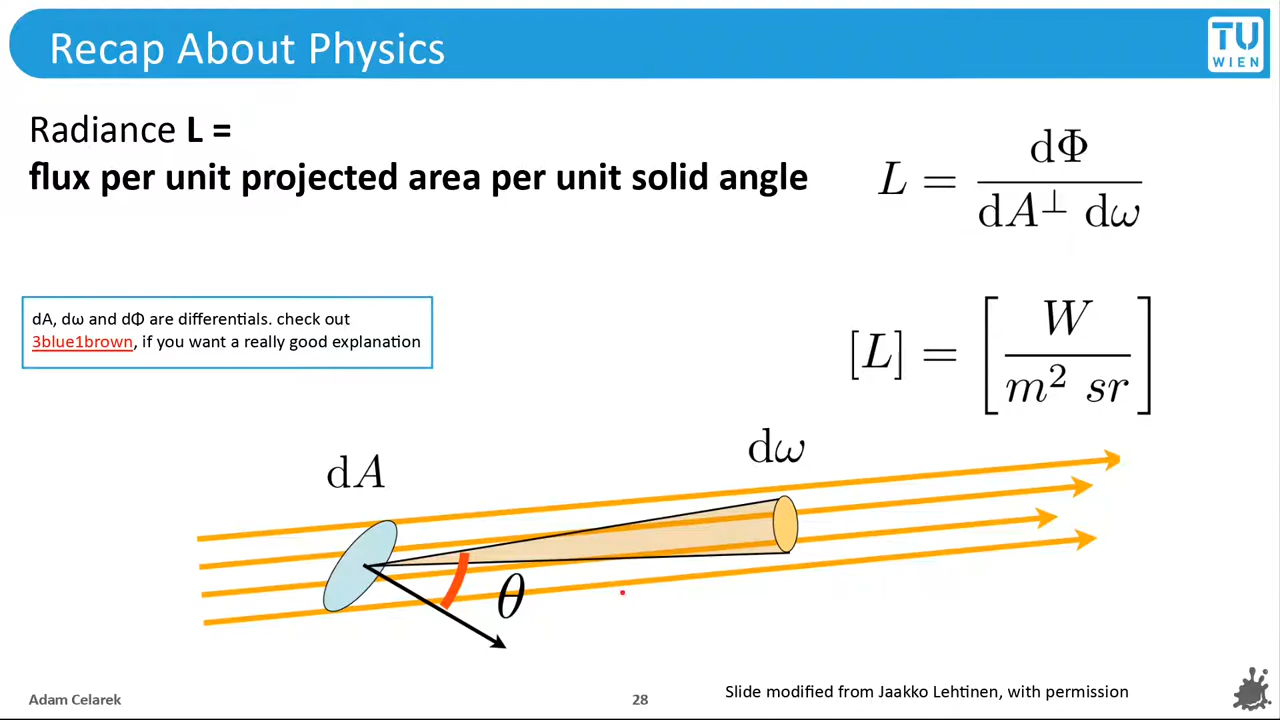 Recap About Physics
TU
WIEN
Radiance L =
flux per unit projected area per unit solid angle
L = dΦ / dA⊥ dω
dA, dω and dΦ are differentials. check out
3blue1brown, if you want a really good explanation
[L] = [W / m² sr]
dA
dω
θ
Adam Celarek
28
Slide modified from Jaakko Lehtinen, with permission